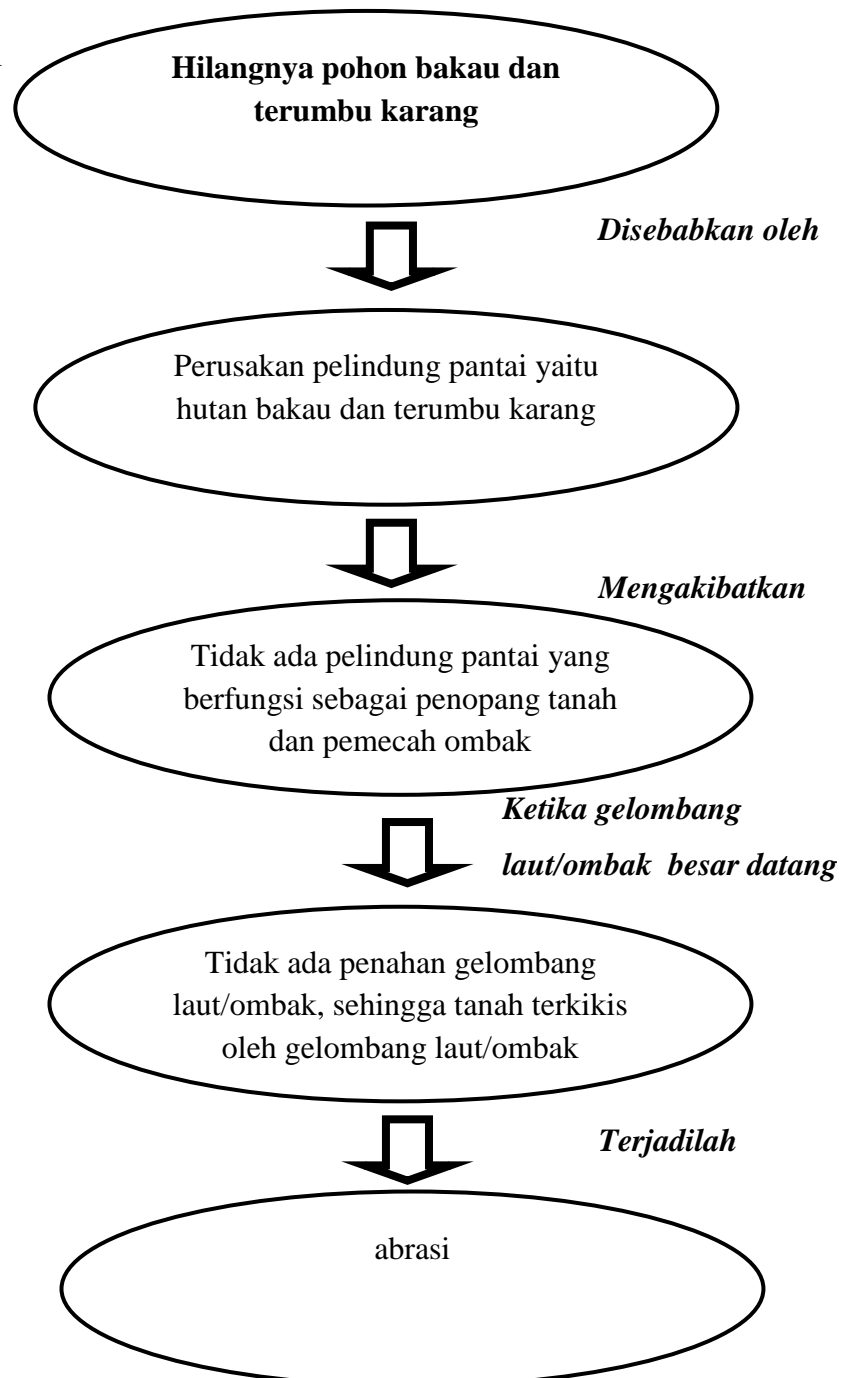 Hilangnya pohon bakau dan
terumbu karang
Disebabkan oleh
Perusakan pelindung pantai yaitu
hutan bakau dan terumbu karang
Mengakibatkan
Tidak ada pelindung pantai yang
berfungsi sebagai penopang tanah
dan pemecah ombak
Ketika gelombang
laut/ombak besar datang
Tidak ada penahan gelombang
laut/ombak, sehingga tanah terkikis
oleh gelombang laut/ombak
Terjadilah
abrasi